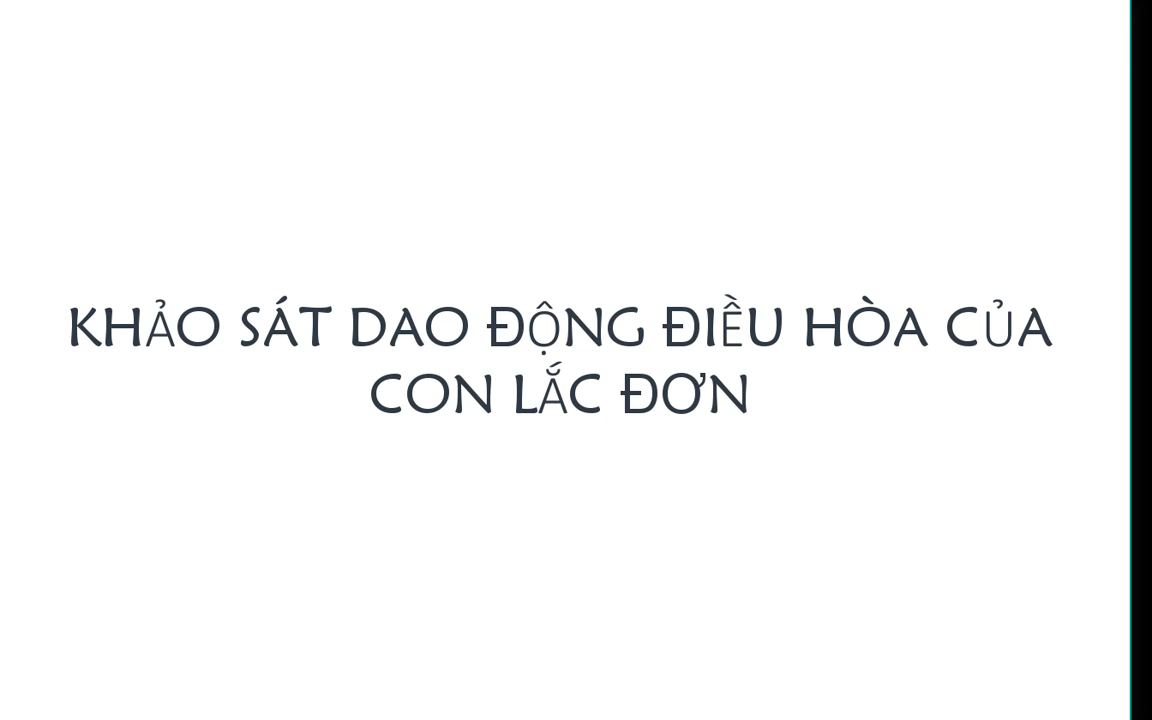 KHẢO SÁT DAO ĐỘNG ĐIỀU HÒA CỦA
CON LẮC ĐƠN